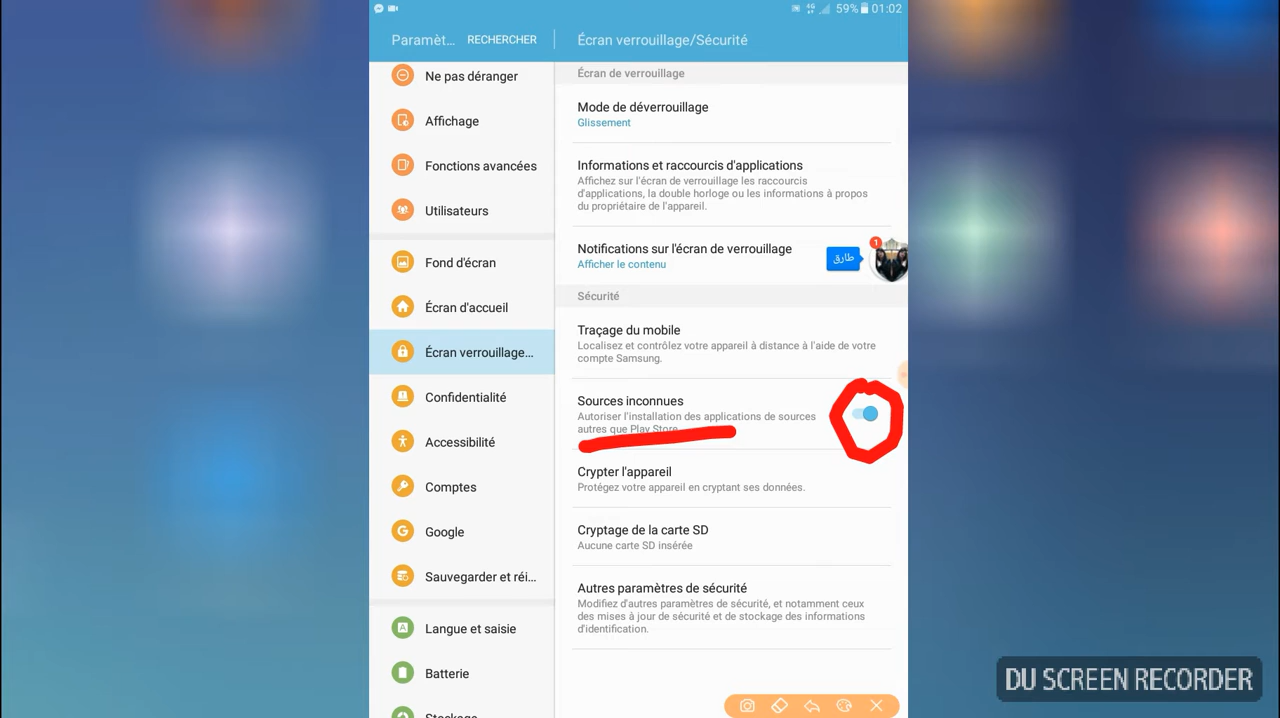 59% 01:02
Paramèt... RECHERCHER
Écran verrouillage/Sécurité
Ne pas déranger
Affichage
Fonctions avancées
Utilisateurs
Fond d'écran
Écran d'accueil
Écran verrouillage...
Confidentialité
Accessibilité
Comptes
Google
Sauvegarder et réi...
Langue et saisie
Batterie
Stockage
Écran de verrouillage
Mode de déverrouillage
Glissement
Informations et raccourcis d'applications
Affichez sur l'écran de verrouillage les raccourcis
d'applications, la double horloge ou les informations à propos
du propriétaire de l'appareil.
Notifications sur l'écran de verrouillage
Afficher le contenu
طارق
1
Sécurité
Traçage du mobile
Localisez et contrôlez votre appareil à distance à l'aide de votre
compte Samsung.
Sources inconnues
Autoriser l'installation des applications de sources
autres que Play Store.
Crypter l'appareil
Protégez votre appareil en cryptant ses données.
Cryptage de la carte SD
Aucune carte SD insérée
Autres paramètres de sécurité
Modifiez d'autres paramètres de sécurité, et notamment ceux
des mises à jour de sécurité et de stockage des informations
d'identification.
DU SCREEN RECORDER